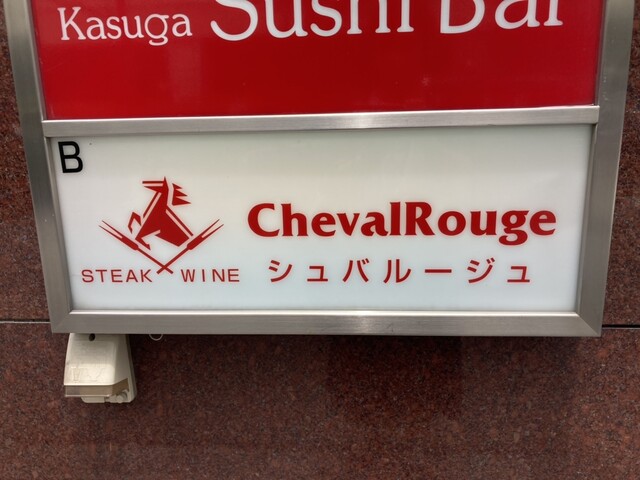 Kasuga Sushi Bar
B
ChevalRouge
STEAK WINE
シュバルージュ